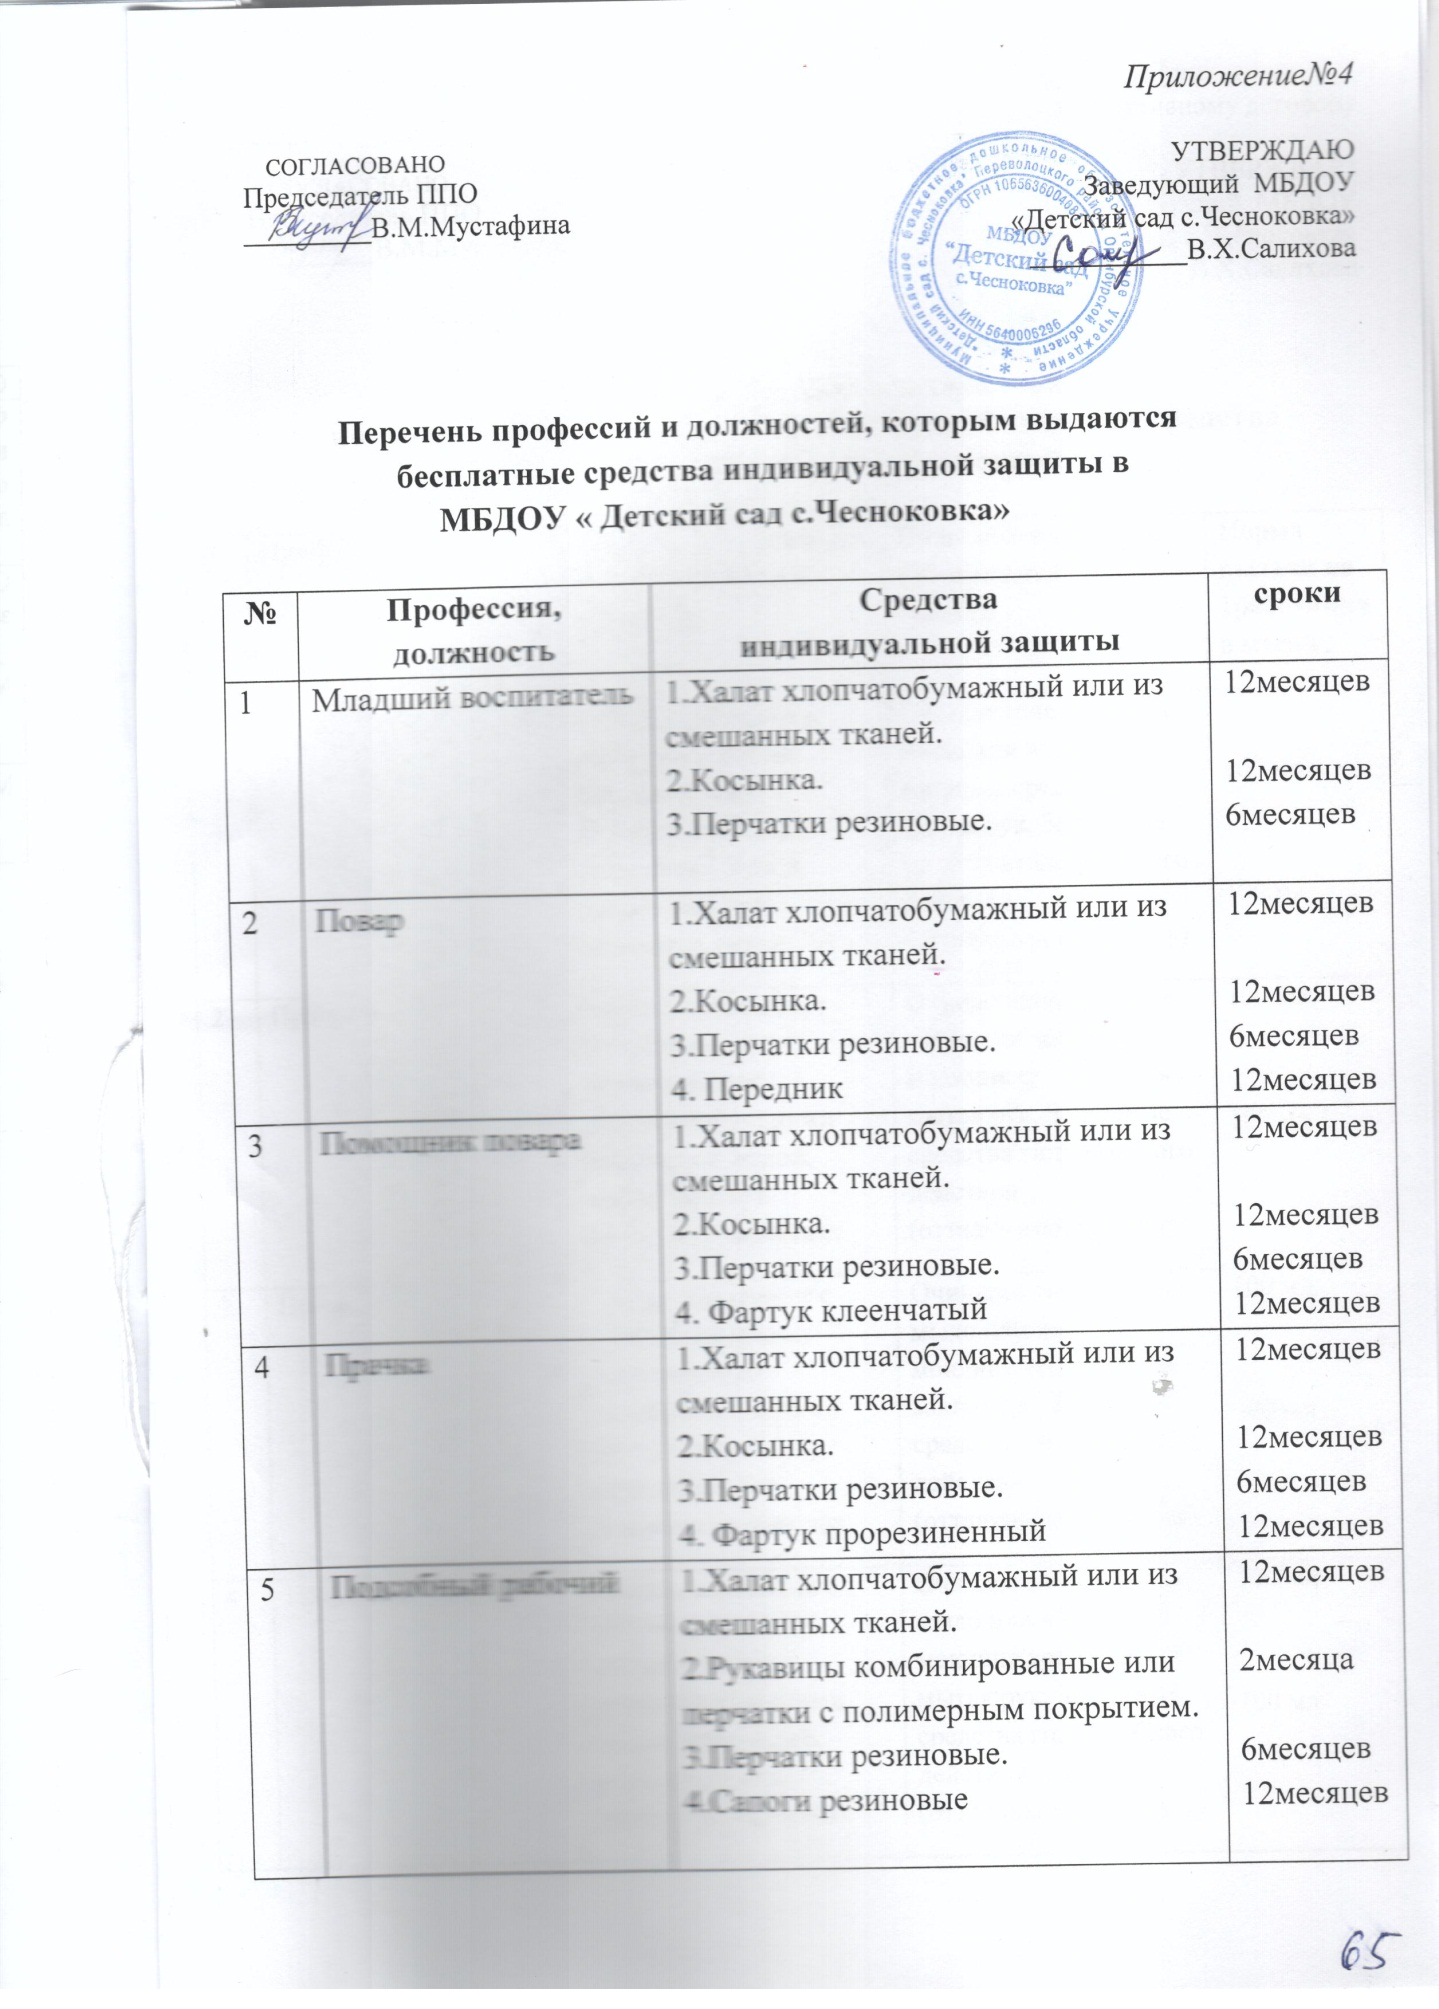 Приложение№4
СОГЛАСОВАНО
Председатель ППО
В.М.Мустафина
УТВЕРЖДАЮ
Заведующий МБДОУ
«Детский сад с.Чесноковка»
В.Х.Салихова
МБДОУ
"Детский сад
с.Чесноковка"
ИНН 5640006296
Перечень профессий и должностей, которым выдаются
бесплатные средства индивидуальной защиты в
МБДОУ « Детский сад с.Чесноковка»
№ Профессия, должность Средства индивидуальной защиты сроки
1 Младший воспитатель 1.Халат хлопчатобумажный или из 12месяцев
смешанных тканей.
2.Косынка. 12месяцев
3.Перчатки резиновые. 6месяцев
2 Повар 1.Халат хлопчатобумажный или из 12месяцев
смешанных тканей.
2.Косынка. 12месяцев
3.Перчатки резиновые. 6месяцев
4. Передник 12месяцев
3 Помощник повара 1.Халат хлопчатобумажный или из 12месяцев
смешанных тканей.
2.Косынка. 12месяцев
3.Перчатки резиновые. 6месяцев
4. Фартук клеенчатый 12месяцев
4 Прачка 1.Халат хлопчатобумажный или из 12месяцев
смешанных тканей.
2.Косынка. 12месяцев
3.Перчатки резиновые. 6месяцев
4. Фартук прорезиненный 12месяцев
5 Подсобный рабочий 1.Халат хлопчатобумажный или из 12месяцев
смешанных тканей.
2.Рукавицы комбинированные или 2месяца
перчатки с полимерным покрытием.
3.Перчатки резиновые. 6месяцев
4.Сапоги резиновые 12месяцев
65